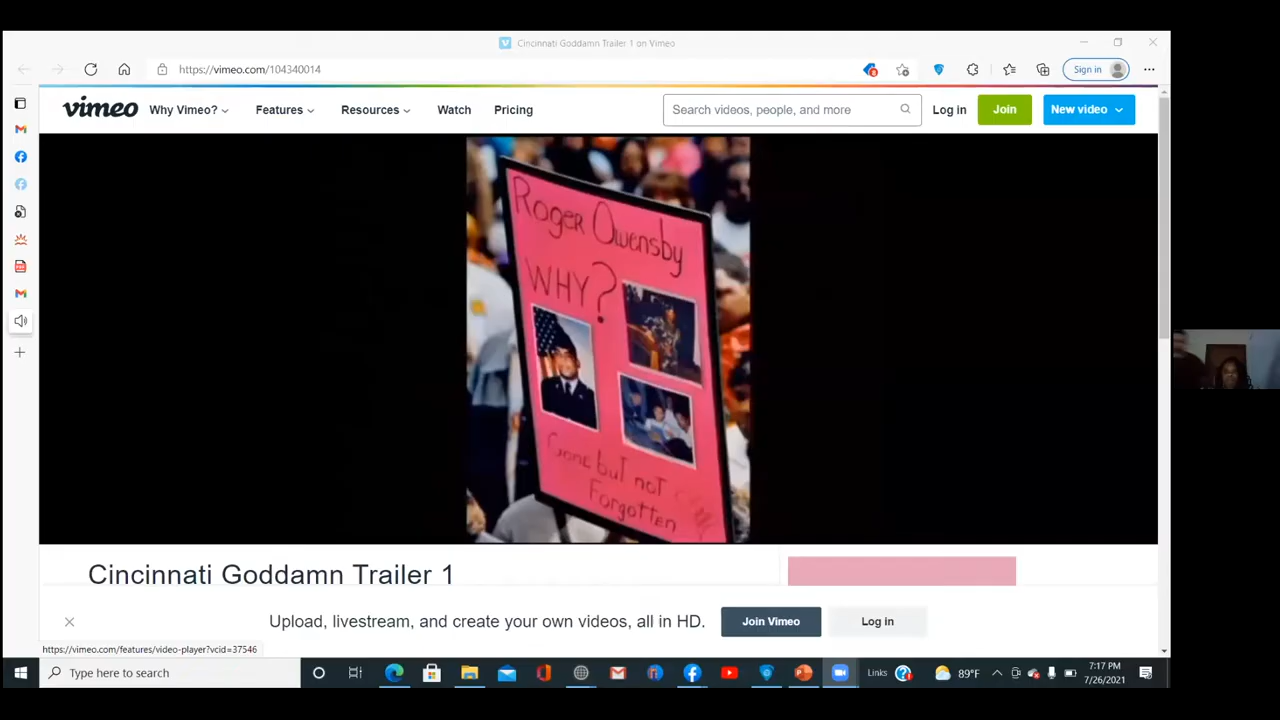 Cincinnati Goddamn Trailer 1 on Vimeo
https://vimeo.com/104340014
Sign in
vimeo
Why Vimeo?
Features
Resources
Watch
Pricing
Search videos, people, and more
Log in
Join
New video
Roger Owensby
WHY?
Gone but not
Forgotten
Cincinnati Goddamn Trailer 1
Upload, livestream, and create your own videos, all in HD.
Join Vimeo
Log in
https://vimeo.com/features/video-player?vcid=37546
Type here to search
Links
89°F
7:17 PM
7/26/2021